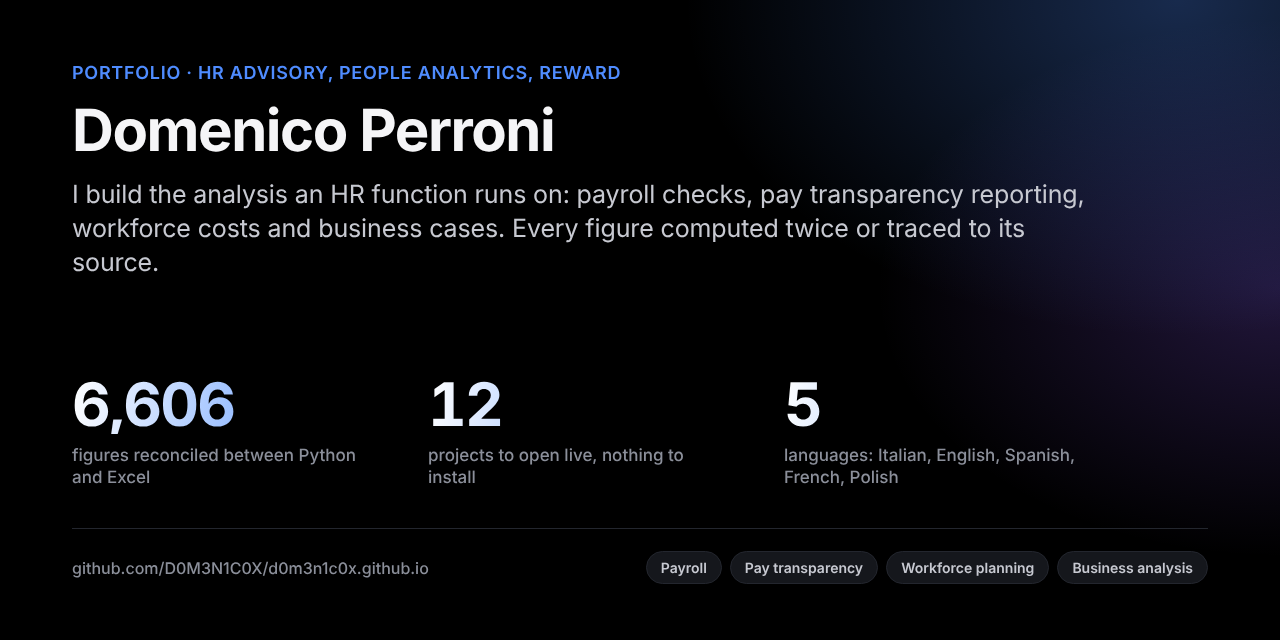 PORTFOLIO · HR ADVISORY, PEOPLE ANALYTICS, REWARD
Domenico Perroni
I build the analysis an HR function runs on: payroll checks, pay transparency reporting,
workforce costs and business cases. Every figure computed twice or traced to its
source.
6,606
figures reconciled between Python
and Excel
12
projects to open live, nothing to
install
5
languages: Italian, English, Spanish,
French, Polish
github.com/D0M3N1C0X/d0m3n1c0x.github.io
Payroll
Pay transparency
Workforce planning
Business analysis